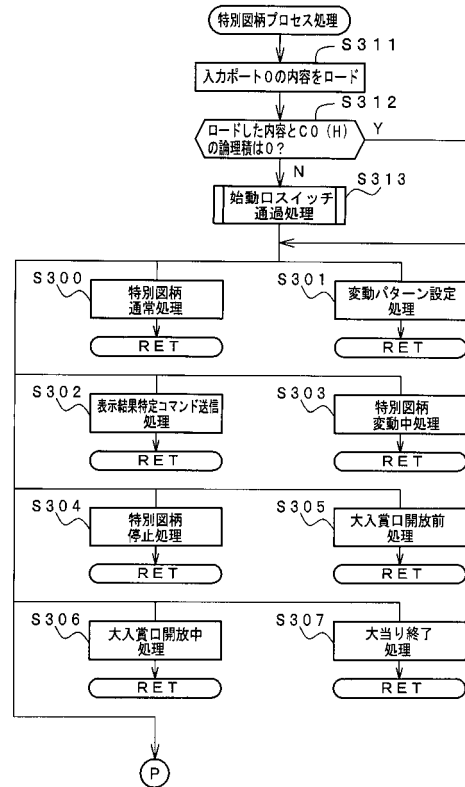 特別図柄プロセス処理
S311
入力ポート0の内容をロード
S312
ロードした内容とC0(H)
の論理積は0?
Y
N
S313
始動口スイッチ
通過処理
S300
特別図柄
通常処理
RET
S301
変動パターン設定
処理
RET
S302
表示結果特定コマンド送信
処理
RET
S303
特別図柄
変動中処理
RET
S304
特別図柄
停止処理
RET
S305
大入賞口開放前
処理
RET
S306
大入賞口開放中
処理
RET
S307
大当り終了
処理
RET
P